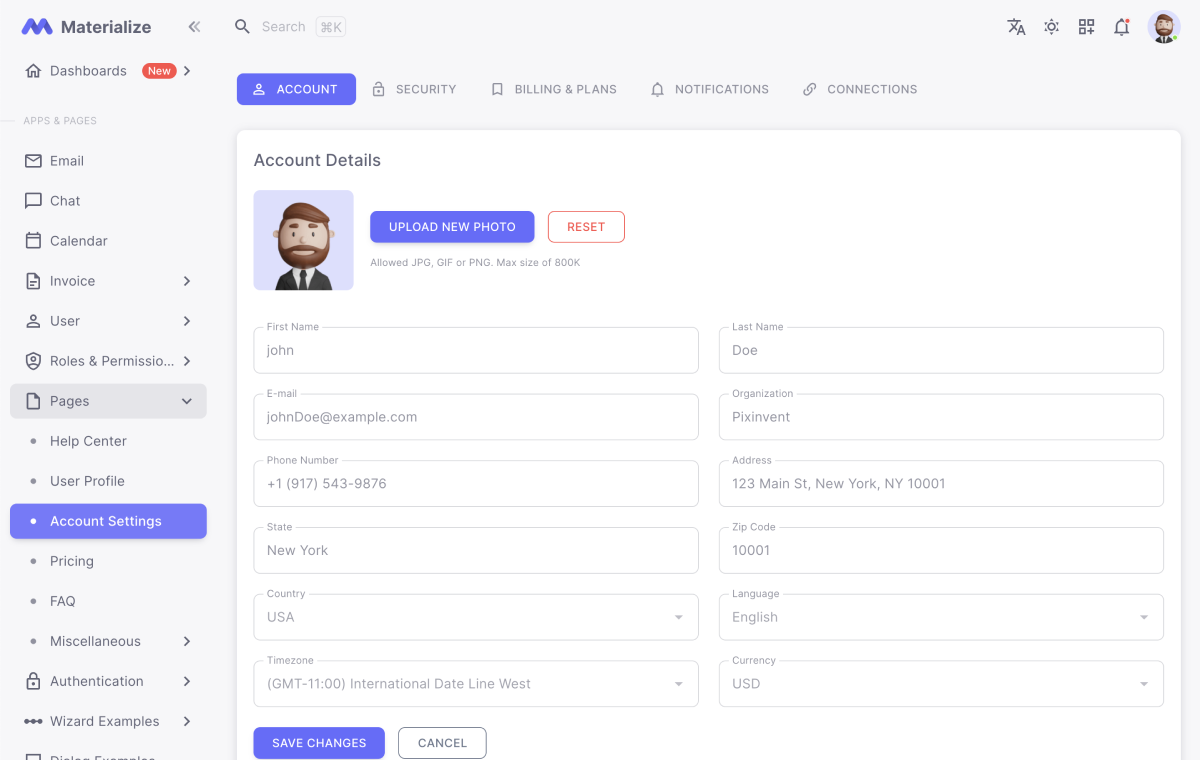 Materialize
Search ⌘K
Dashboards New
APPS & PAGES
Email
Chat
Calendar
Invoice
User
Roles & Permissio...
Pages
Help Center
User Profile
Account Settings
Pricing
FAQ
Miscellaneous
Authentication
Wizard Examples
Dialog Examples
ACCOUNT SECURITY BILLING & PLANS NOTIFICATIONS CONNECTIONS
Account Details
UPLOAD NEW PHOTO RESET
Allowed JPG, GIF or PNG. Max size of 800K
First Name Last Name
john Doe
E-mail Organization
johnDoe@example.com Pixinvent
Phone Number Address
+1 (917) 543-9876 123 Main St, New York, NY 10001
State Zip Code
New York 10001
Country Language
USA English
Timezone Currency
(GMT-11:00) International Date Line West USD
SAVE CHANGES CANCEL